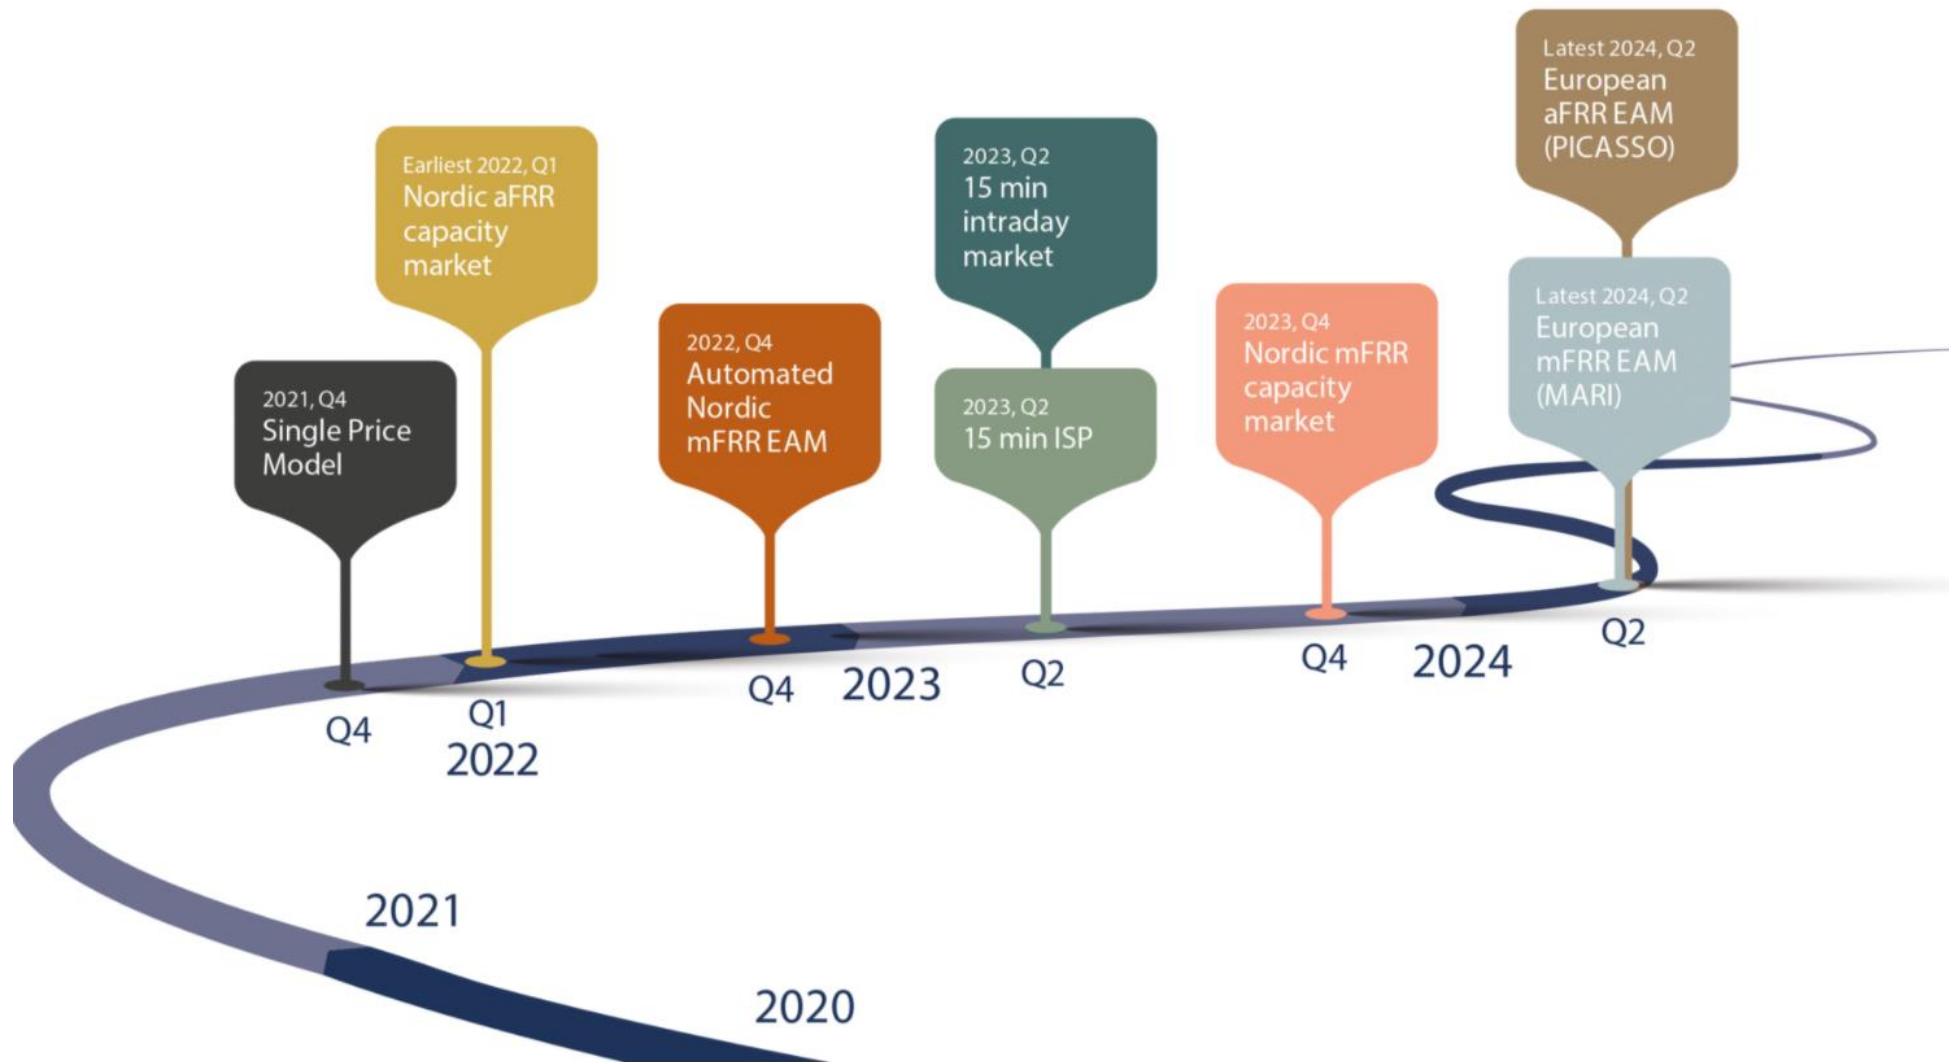 Latest 2024, Q2
European
aFRR EAM
(PICASSO)
Earliest 2022, Q1
Nordic aFRR
capacity
market
2023, Q2
15 min
intraday
market
Latest 2024, Q2
European
mFRR EAM
(MARI)
2022, Q4
Automated
Nordic
mFRR EAM
2023, Q4
Nordic mFRR
capacity
market
2021, Q4
Single Price
Model
2023, Q2
15 min ISP
Q4
Q1
2022
Q4
2023
Q2
Q4
2024
Q2
2021
2020